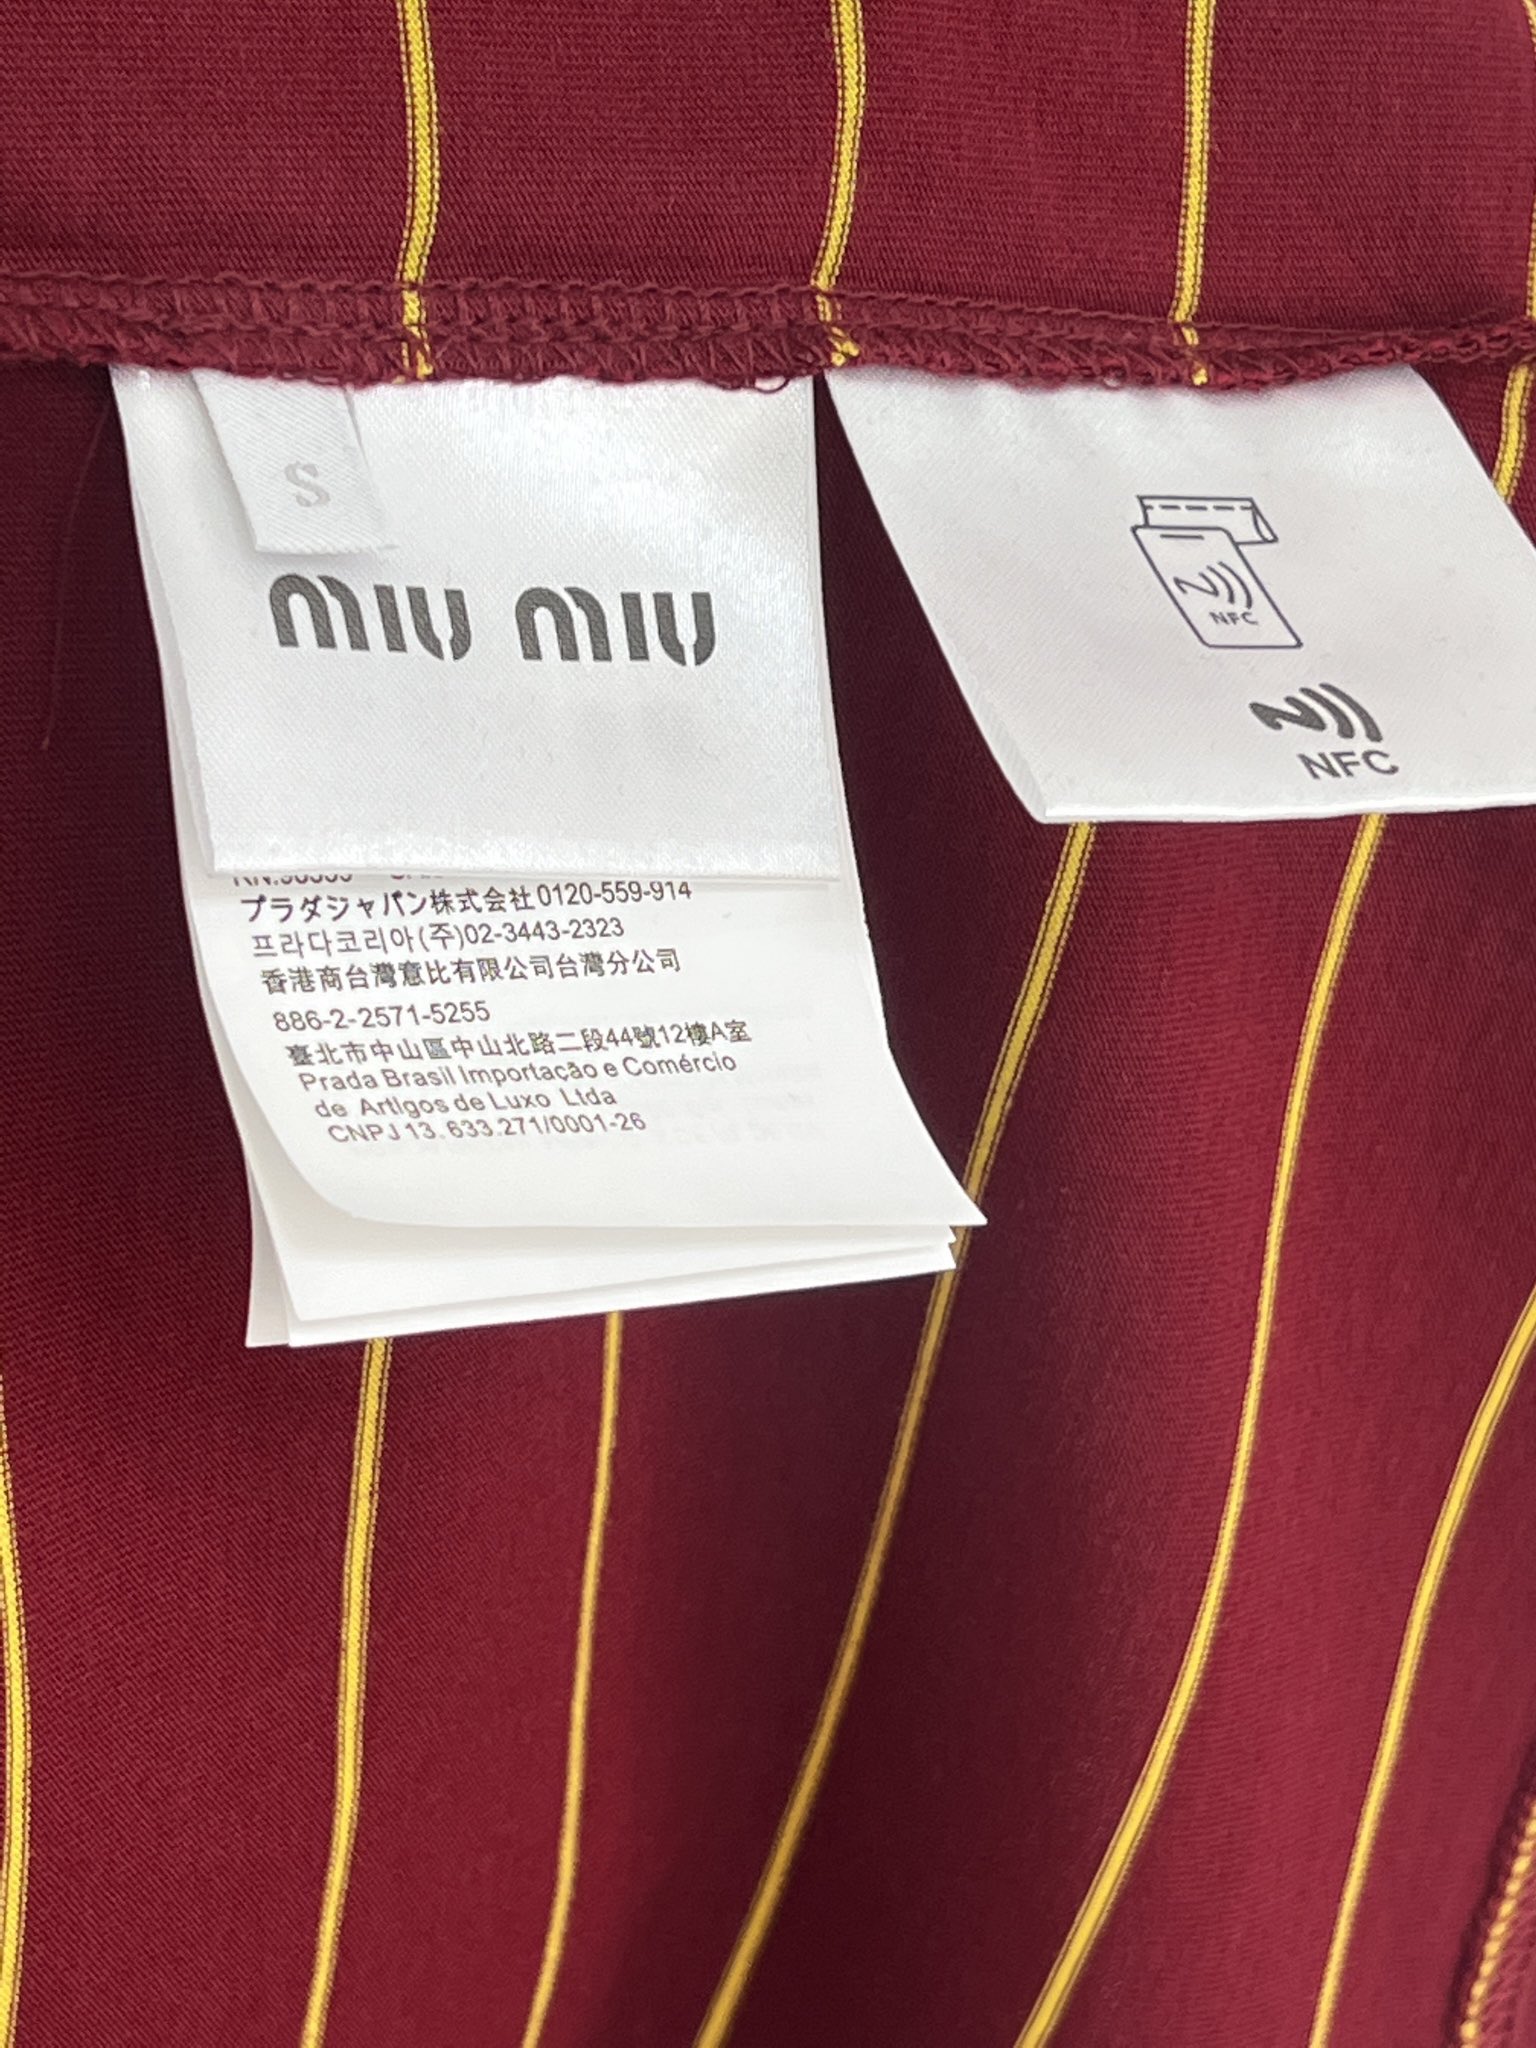 S
miu miu
プラダジャパン株式会社0120-559-914
프라다코리아(주)02-3443-2323
香港商台灣意比有限公司台灣分公司
886-2-2571-5255
臺北市中山區中山北路二段44號12樓A室
Prada Brasil Importação e Comércio
de Artigos de Luxo Ltda
CNPJ 13.633.271/0001-26
NFC
NFC